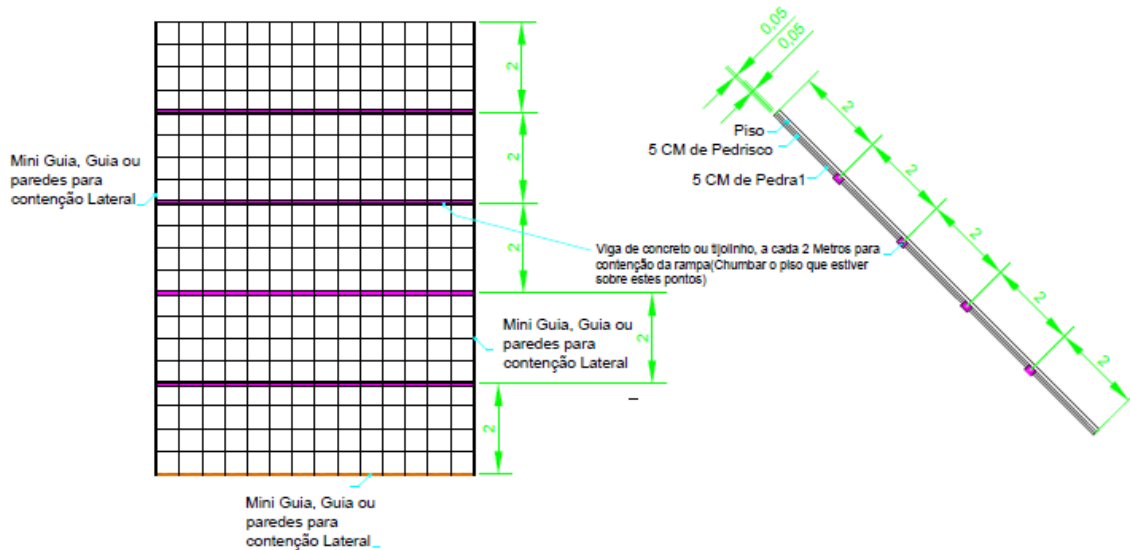 Mini Guia, Guia ou
paredes para
contenção Lateral
2
2
2
2
2
Mini Guia, Guia ou
paredes para
contenção Lateral
Mini Guia, Guia ou
paredes para
contenção Lateral
Viga de concreto ou tijolinho, a cada 2 Metros para
contenção da rampa(Chumbar o piso que estiver
sobre estes pontos)
0,05
0,05
Piso
5 CM de Pedrisco
5 CM de Pedra1
2
2
2
2
2